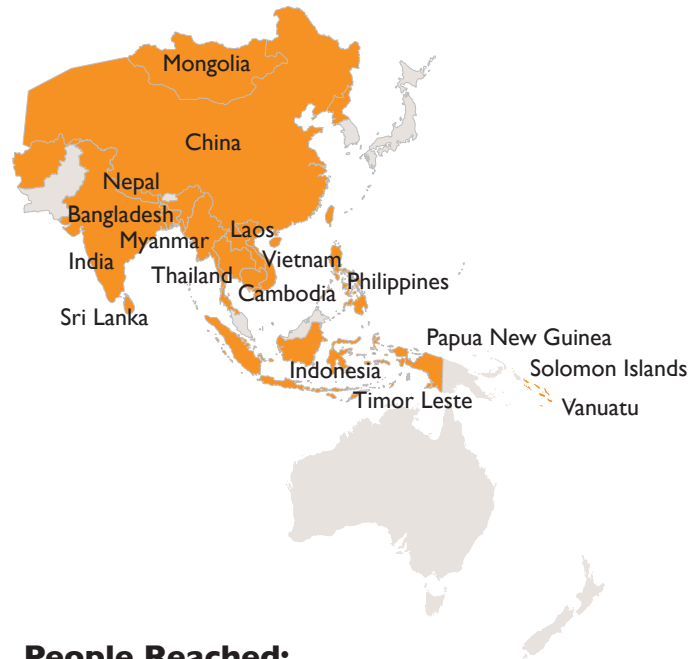 Mongolia
China
Nepal
Bangladesh
Laos
Myanmar
India
Vietnam
Thailand
Philippines
Cambodia
Sri Lanka
Papua New Guinea
Solomon Islands
Indonesia
Timor Leste
Vanuatu
People Reached: